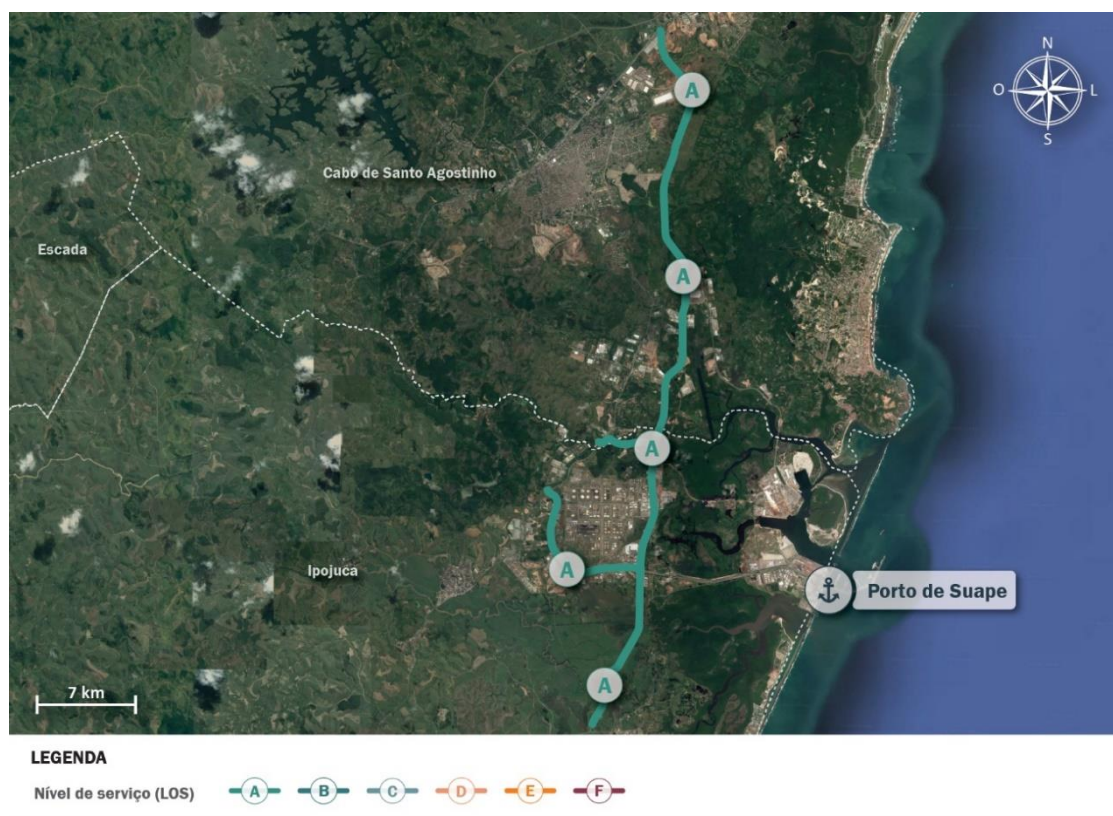 N
O
L
S
A
Cabo de Santo Agostinho
Escada
A
A
Ipojuca
A
Porto de Suape
A
7 km
LEGENDA
Nível de serviço (LOS) A B C D E F